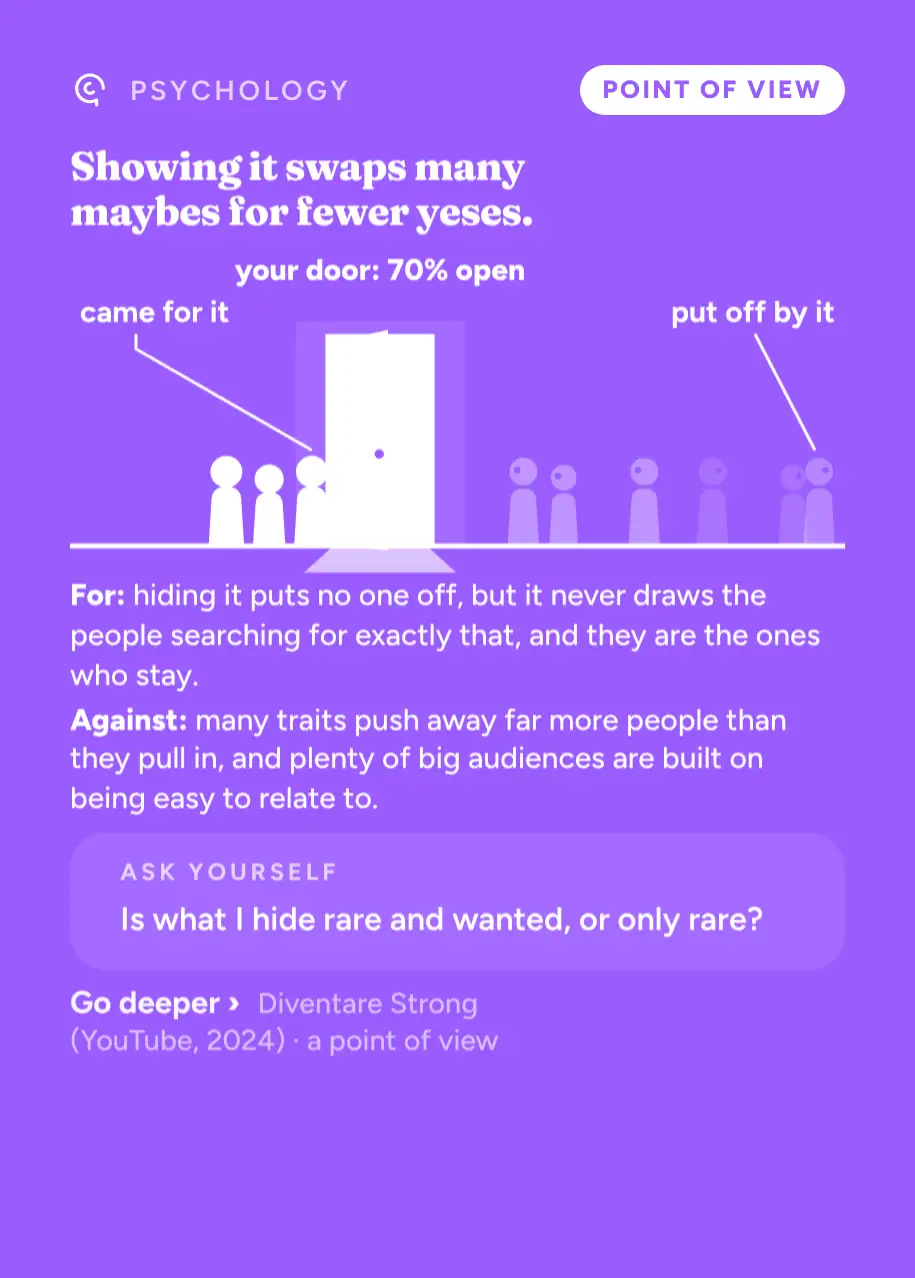 PSYCHOLOGY
POINT OF VIEW
Showing it swaps many
maybes for fewer yeses.
your door: 70% open
came for it
put off by it
For: hiding it puts no one off, but it never draws the
people searching for exactly that, and they are the ones
who stay.
Against: many traits push away far more people than
they pull in, and plenty of big audiences are built on
being easy to relate to.
ASK YOURSELF
Is what I hide rare and wanted, or only rare?
Go deeper › Diventare Strong
(YouTube, 2024) · a point of view